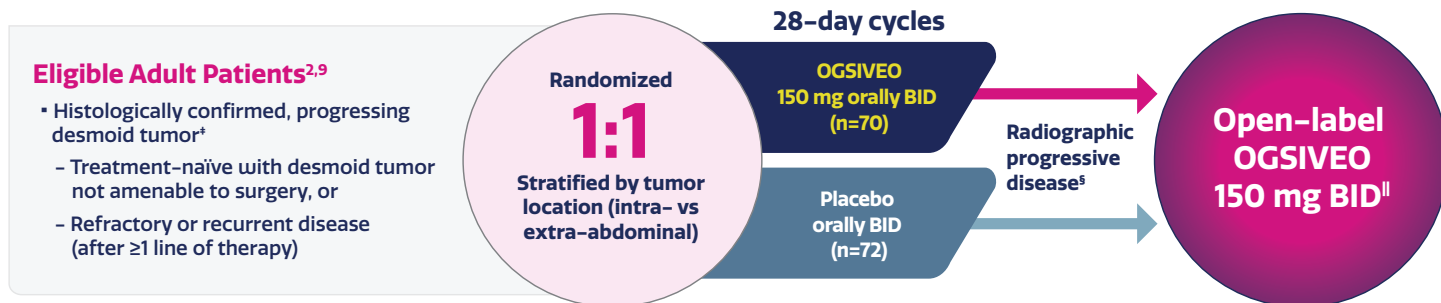 Eligible Adult Patients2,9
▪ Histologically confirmed, progressing
desmoid tumor‡
– Treatment-naïve with desmoid tumor
not amenable to surgery, or
– Refractory or recurrent disease
(after ≥1 line of therapy)
Randomized
1:1
Stratified by tumor
location (intra- vs
extra-abdominal)
28-day cycles
OGSIVEO
150 mg orally BID
(n=70)
Placebo
orally BID
(n=72)
Radiographic
progressive
disease§
Open-label
OGSIVEO
150 mg BID||